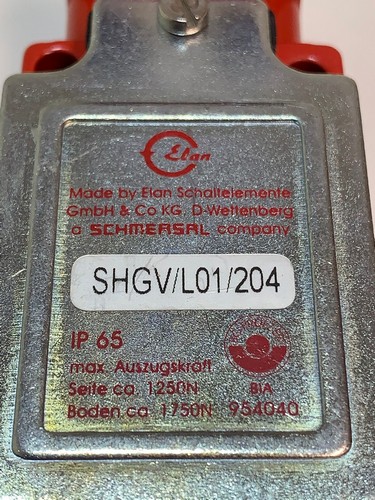 Elan
Made by Elan Schaltelemente
GmbH & Co KG. D-Wettenberg
a SCHMERSAL company
SHGV/L01/204
IP 65
max. Auszugskraft
Seite ca. 1250N BIA
Boden ca. 1750N 954040